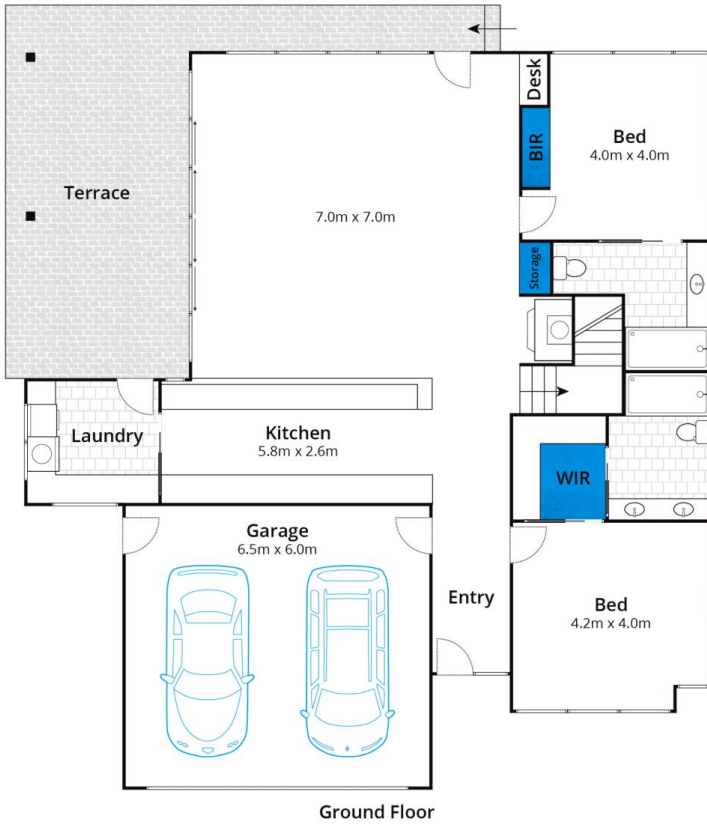 Desk
BIR
Bed
4.0m x 4.0m
Terrace
7.0m x 7.0m
Storage
Laundry
Kitchen
5.8m x 2.6m
WIR
Garage
6.5m x 6.0m
Entry
Bed
4.2m x 4.0m
Ground Floor